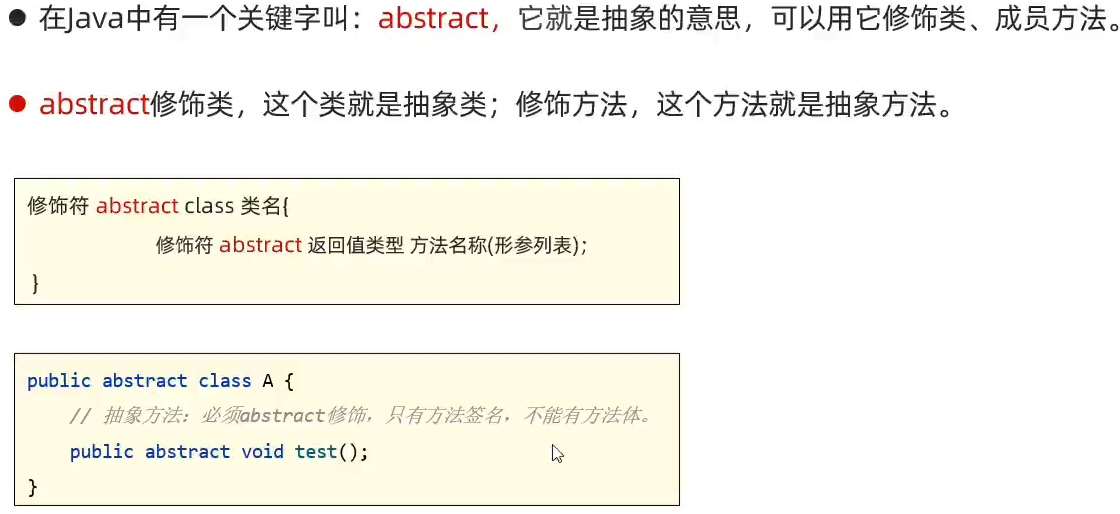 ● 在Java中有一个关键字叫：abstract，它就是抽象的意思，可以用它修饰类、成员方法。
● abstract修饰类，这个类就是抽象类；修饰方法，这个方法就是抽象方法。
修饰符 abstract class 类名{
修饰符 abstract 返回值类型 方法名称(形参列表)；
}
public abstract class A {
// 抽象方法：必须abstract修饰，只有方法签名，不能有方法体。
public abstract void test();
}